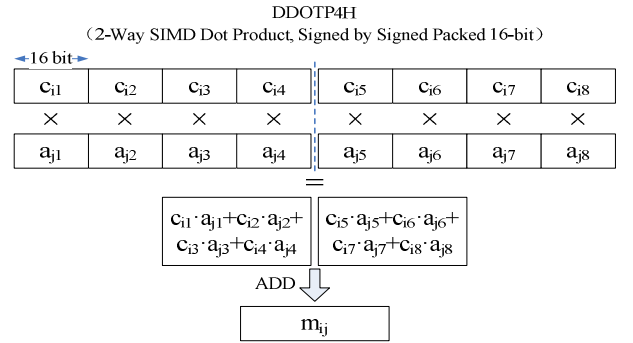 DDOTP4H
（2-Way SIMD Dot Product, Signed by Signed Packed 16-bit）
16 bit
ci1 ci2 ci3 ci4 ci5 ci6 ci7 ci8
× × × × × × × ×
aj1 aj2 aj3 aj4 aj5 aj6 aj7 aj8
=
ci1·aj1+ci2·aj2+ ci5·aj5+ci6·aj6+
ci3·aj3+ci4·aj4 ci7·aj7+ci8·aj8
ADD
mij